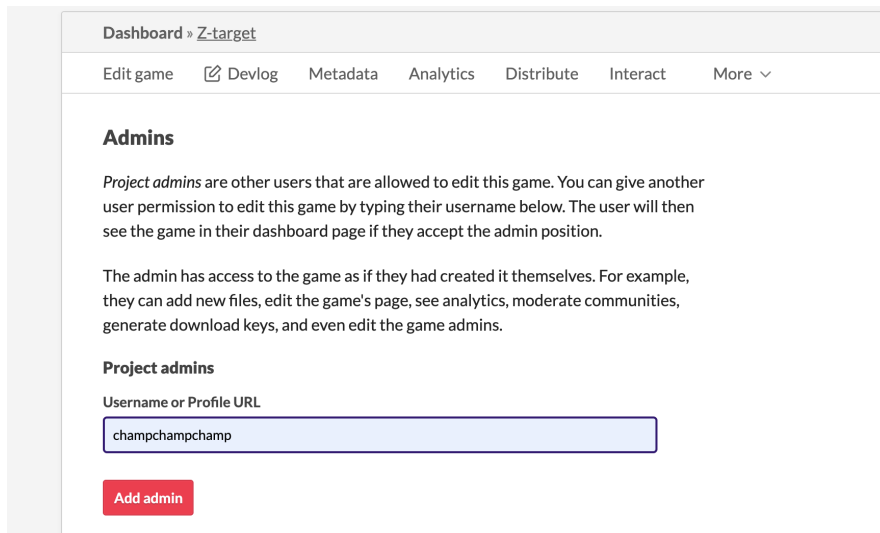 Dashboard » Z-target
Edit game Devlog Metadata Analytics Distribute Interact More
Admins
Project admins are other users that are allowed to edit this game. You can give another
user permission to edit this game by typing their username below. The user will then
see the game in their dashboard page if they accept the admin position.
The admin has access to the game as if they had created it themselves. For example,
they can add new files, edit the game's page, see analytics, moderate communities,
generate download keys, and even edit the game admins.
Project admins
Username or Profile URL
champchampchamp
Add admin